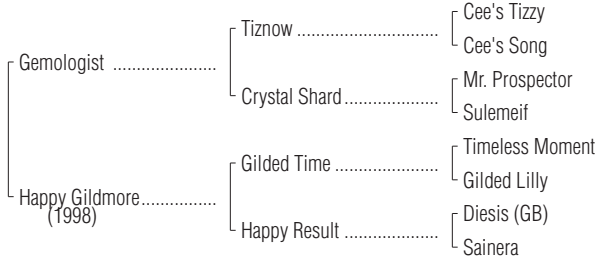 Cee's Tizzy
Tiznow ........................................
Cee's Song
Gemologist ......................
Mr. Prospector
Crystal Shard ......................
Sulemeif
Timeless Moment
Gilded Time ......................
Gilded Lilly
Happy Gildmore ................
(1998)
Diesis (GB)
Happy Result ......................
Sainera